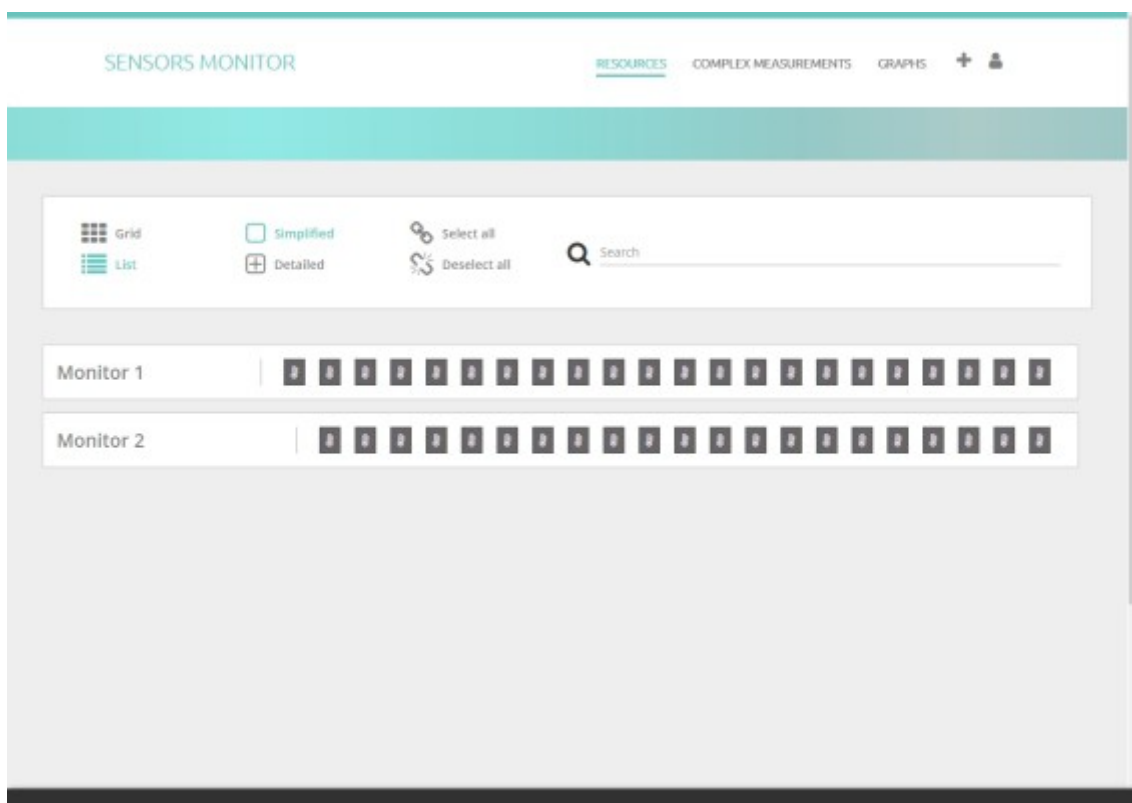 SENSORS MONITOR
RESOURCES COMPLEX MEASUREMENTS GRAPHS
Grid Simplified Select all
Search
List Detailed Deselect all
Monitor 1
Monitor 2